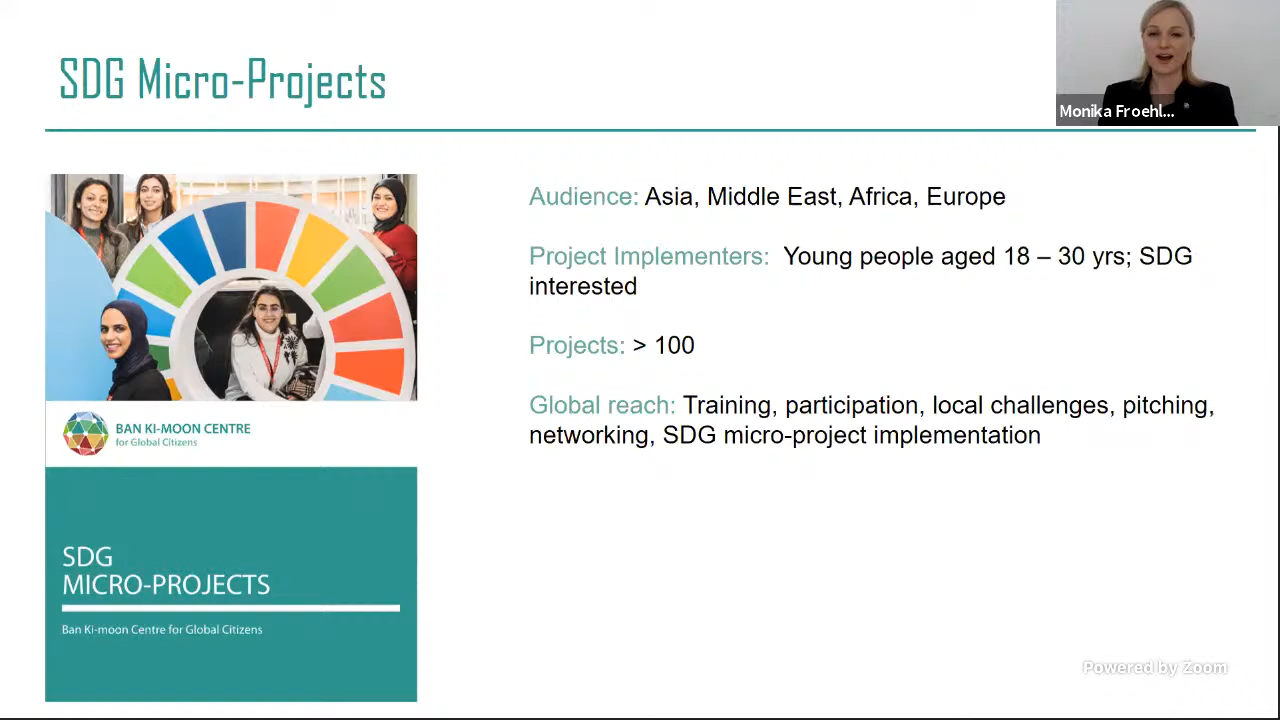 SDG Micro-Projects
Monika Froehl...
Audience: Asia, Middle East, Africa, Europe
Project Implementers: Young people aged 18 – 30 yrs; SDG
interested
Projects: > 100
Global reach: Training, participation, local challenges, pitching,
networking, SDG micro-project implementation
BAN KI-MOON CENTRE
for Global Citizens
SDG
MICRO-PROJECTS
Ban Ki-moon Centre for Global Citizens
Powered by Zoom